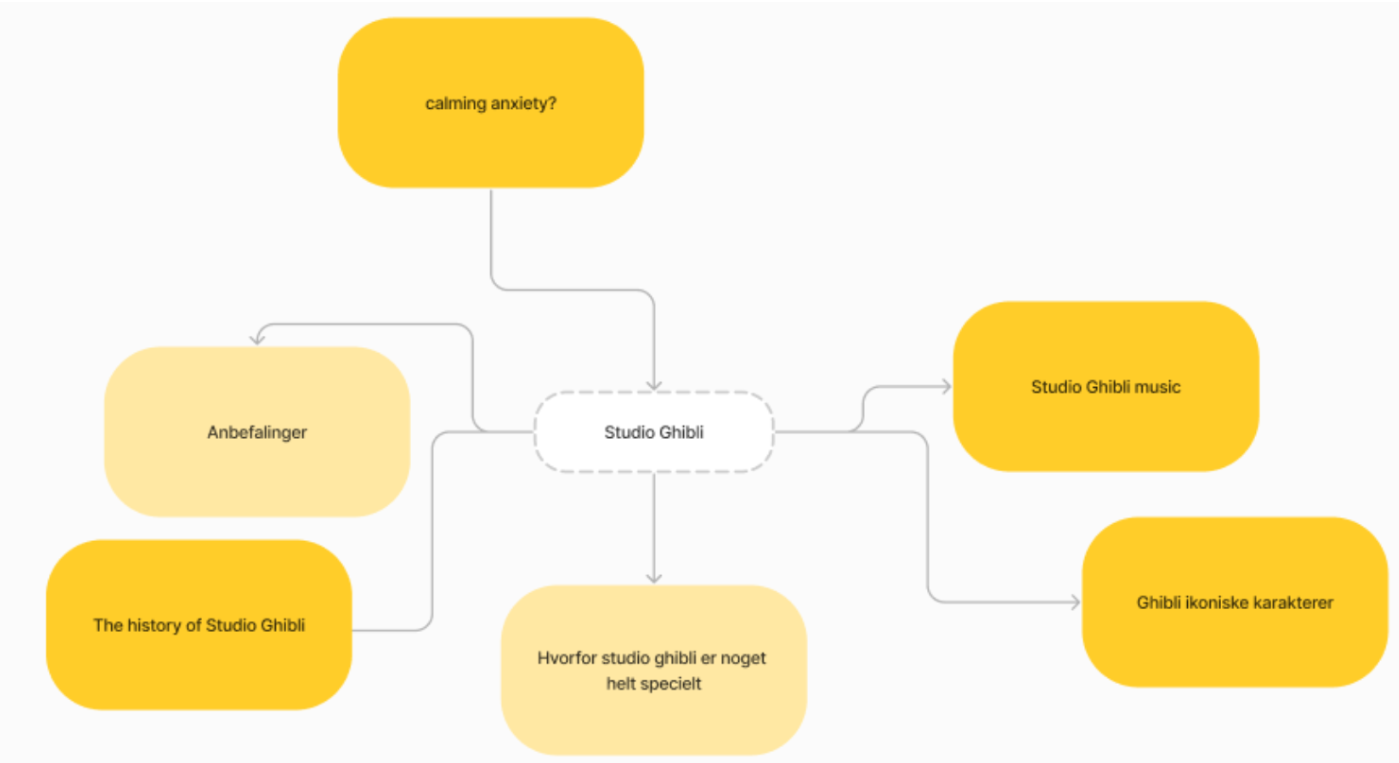 calming anxiety?
Studio Ghibli music
Anbefalinger
Studio Ghibli
Ghibli ikoniske karakterer
The history of Studio Ghibli
Hvorfor studio ghibli er noget
helt specielt